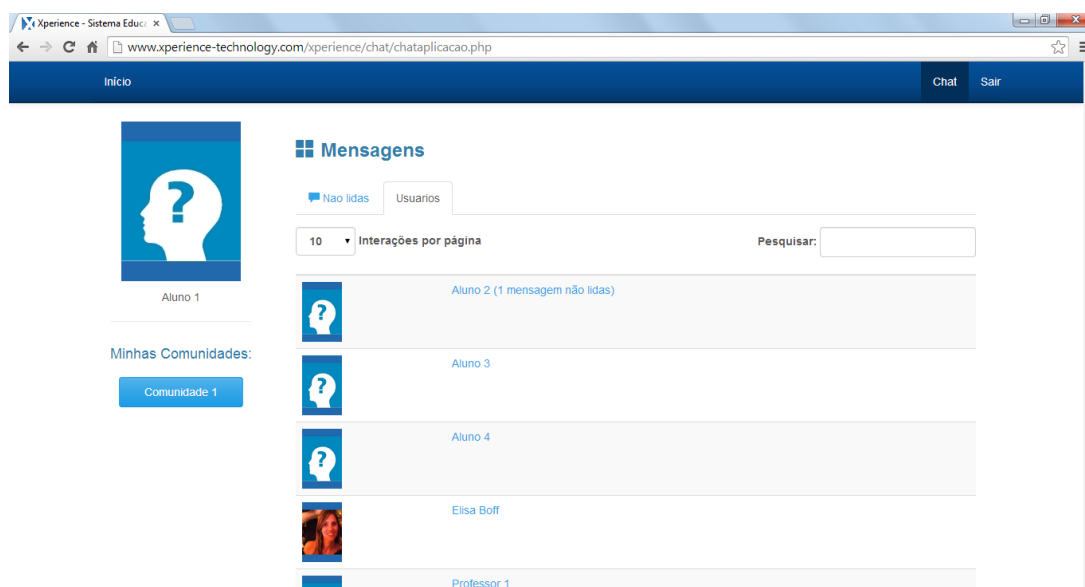 Xperience - Sistema Educa
www.xperience-technology.com/xperience/chat/chataplicacao.php
Início
Chat
Sair
Mensagens
Nao lidas
Usuarios
10
Interações por página
Pesquisar:
Aluno 1
Minhas Comunidades:
Comunidade 1
Aluno 2 (1 mensagem não lidas)
Aluno 3
Aluno 4
Elisa Boff
Professor 1